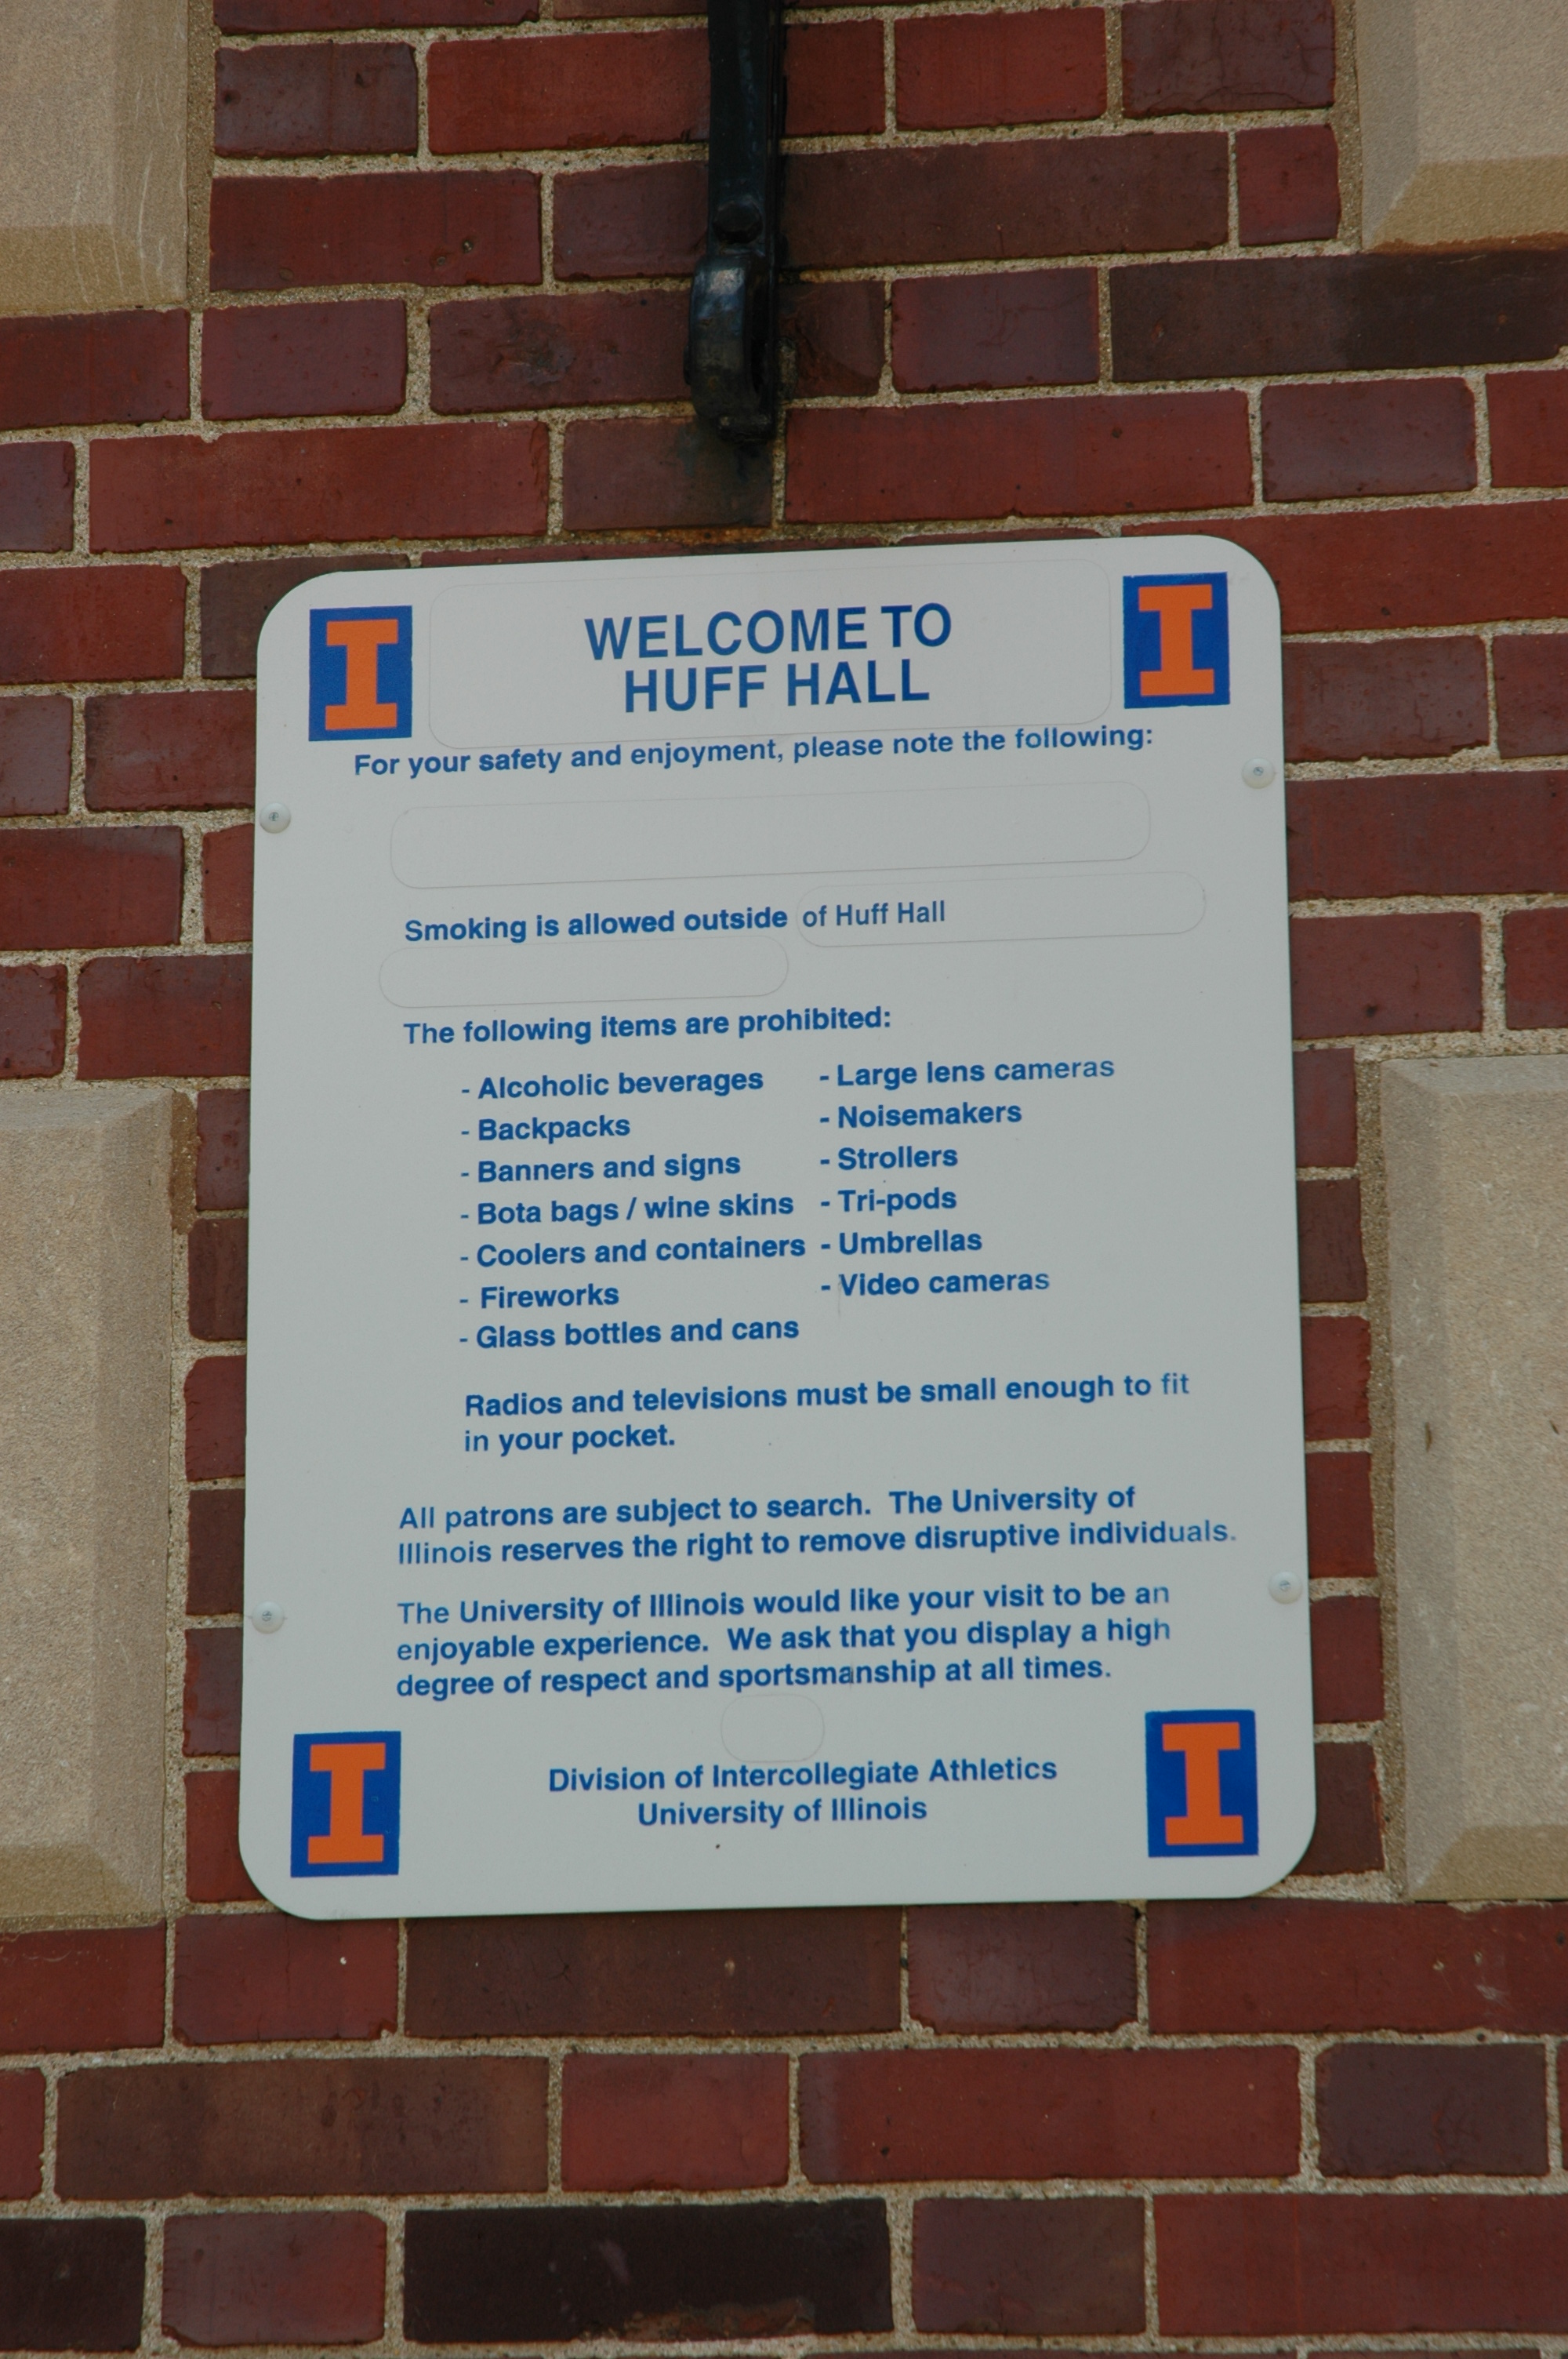 I
I
WELCOME TO
HUFF HALL
For your safety and enjoyment, please note the following:
Smoking is allowed outside of Huff Hall
The following items are prohibited:
- Alcoholic beverages
- Backpacks
- Banners and signs
- Bota bags / wine skins
- Coolers and containers
- Fireworks
- Glass bottles and cans
- Large lens cameras
- Noisemakers
- Strollers
- Tri-pods
- Umbrellas
- Video cameras
Radios and televisions must be small enough to fit
in your pocket.
All patrons are subject to search. The University of
Illinois reserves the right to remove disruptive individuals.
The University of Illinois would like your visit to be an
enjoyable experience. We ask that you display a high
degree of respect and sportsmanship at all times.
Division of Intercollegiate Athletics
University of Illinois
I
I